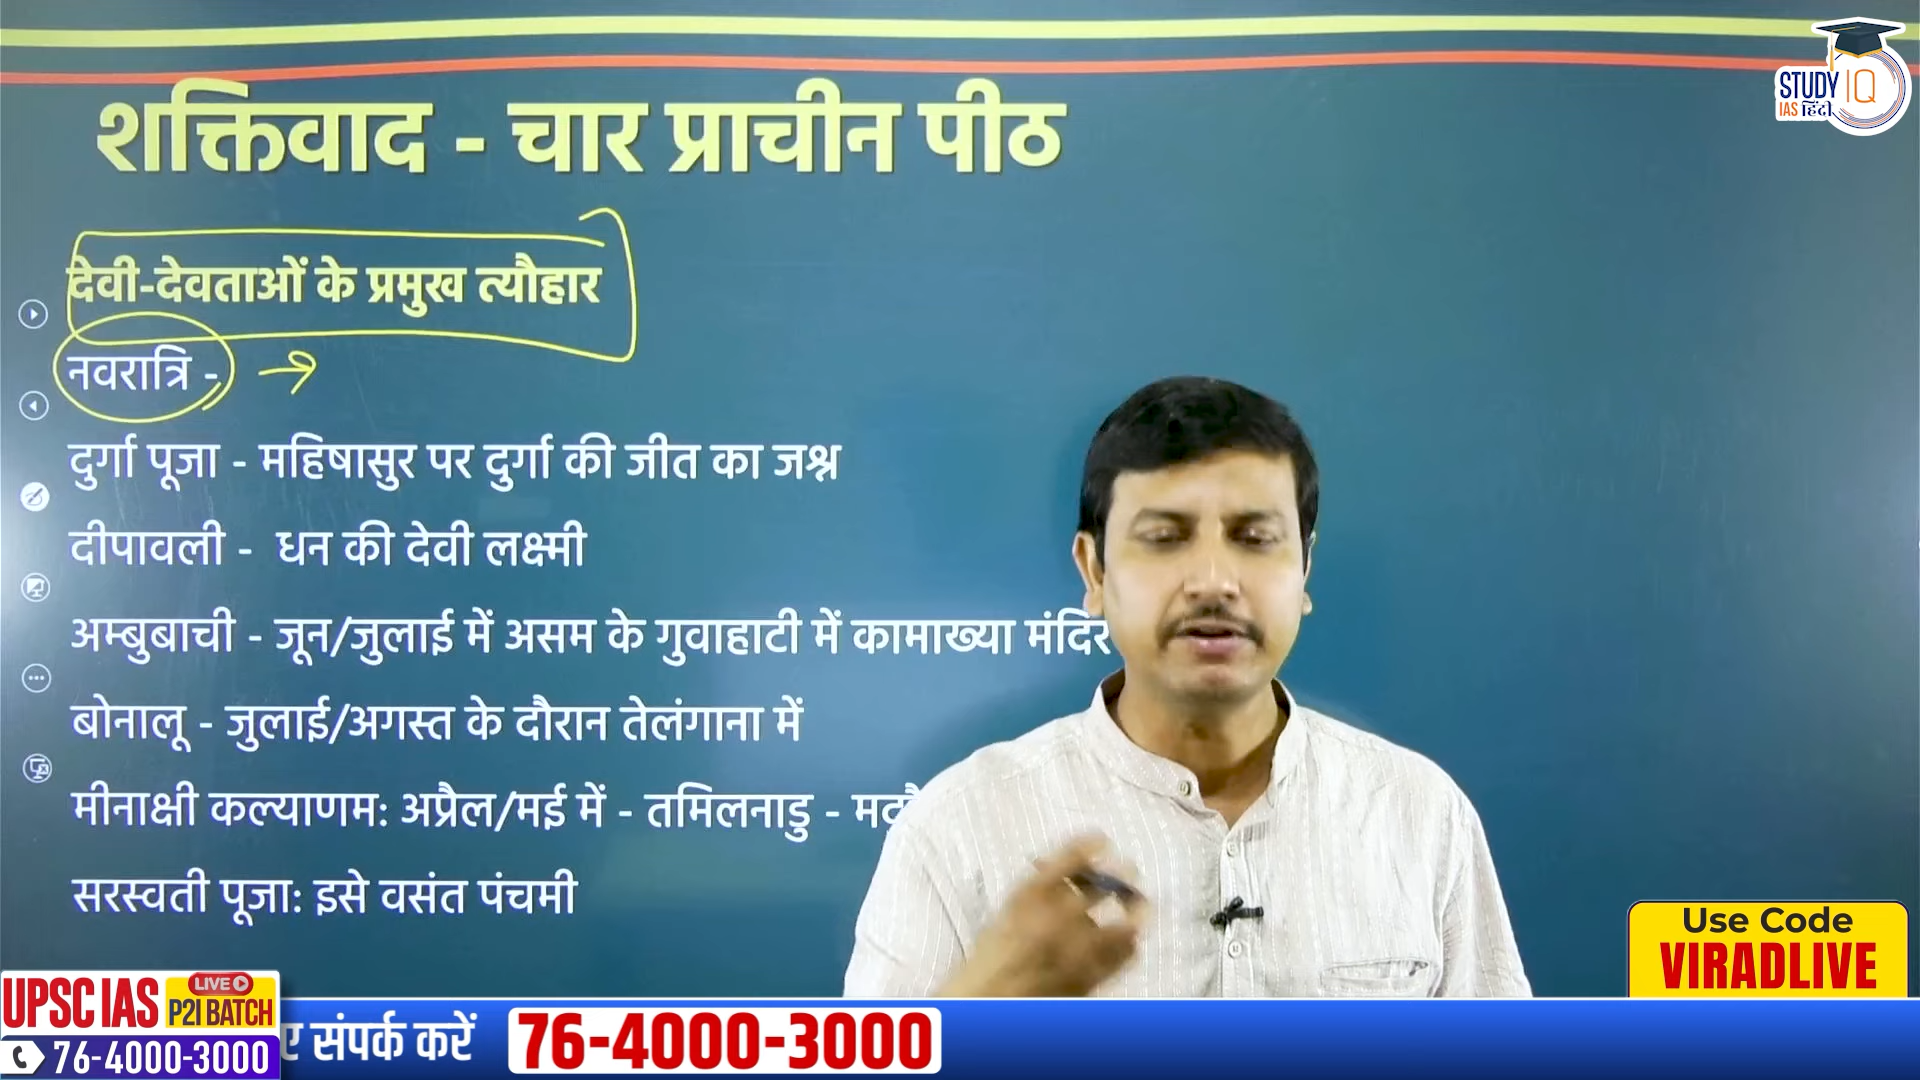 STUDY IQ
IAS हिंदी
शक्तिवाद - चार प्राचीन पीठ
देवी-देवताओं के प्रमुख त्यौहार
नवरात्रि -
दुर्गा पूजा - महिषासुर पर दुर्गा की जीत का जश्न
दीपावली - धन की देवी लक्ष्मी
अम्बुबाची - जून/जुलाई में असम के गुवाहाटी में कामाख्या मंदिर
बोनालू - जुलाई/अगस्त के दौरान तेलंगाना में
मीनाक्षी कल्याणम: अप्रैल/मई में - तमिलनाडु -
सरस्वती पूजा: इसे वसंत पंचमी
Use Code
VIRADLIVE
UPSC IAS LIVE P2I BATCH
76-4000-3000
संपर्क करें 76-4000-3000